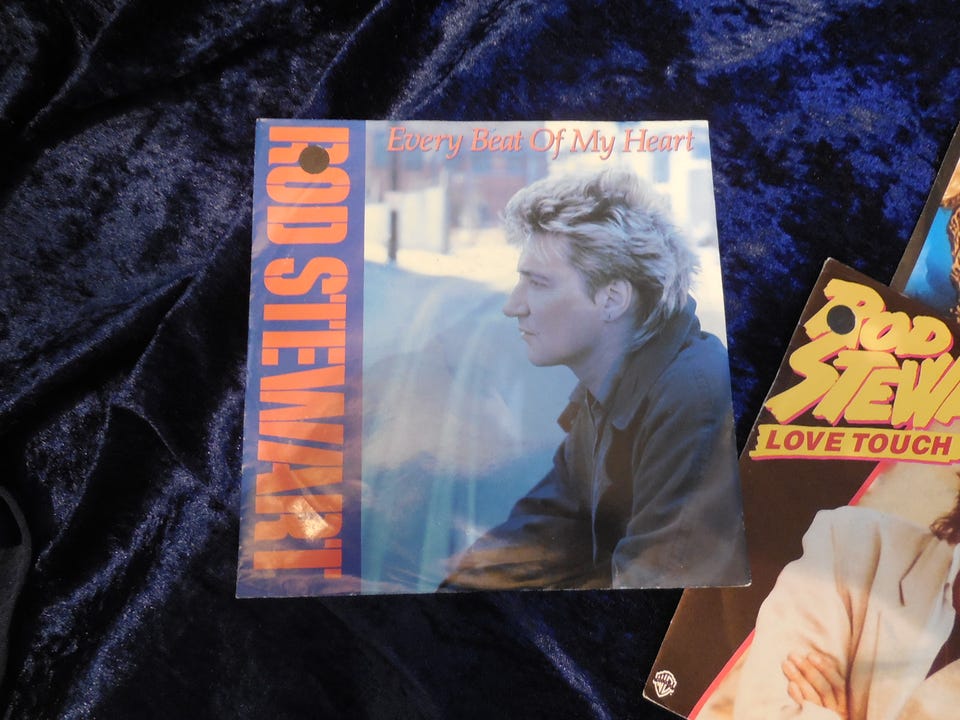 ROD STEWART
Every Beat Of My Heart
ROD
STEWA
LOVE TOUCH